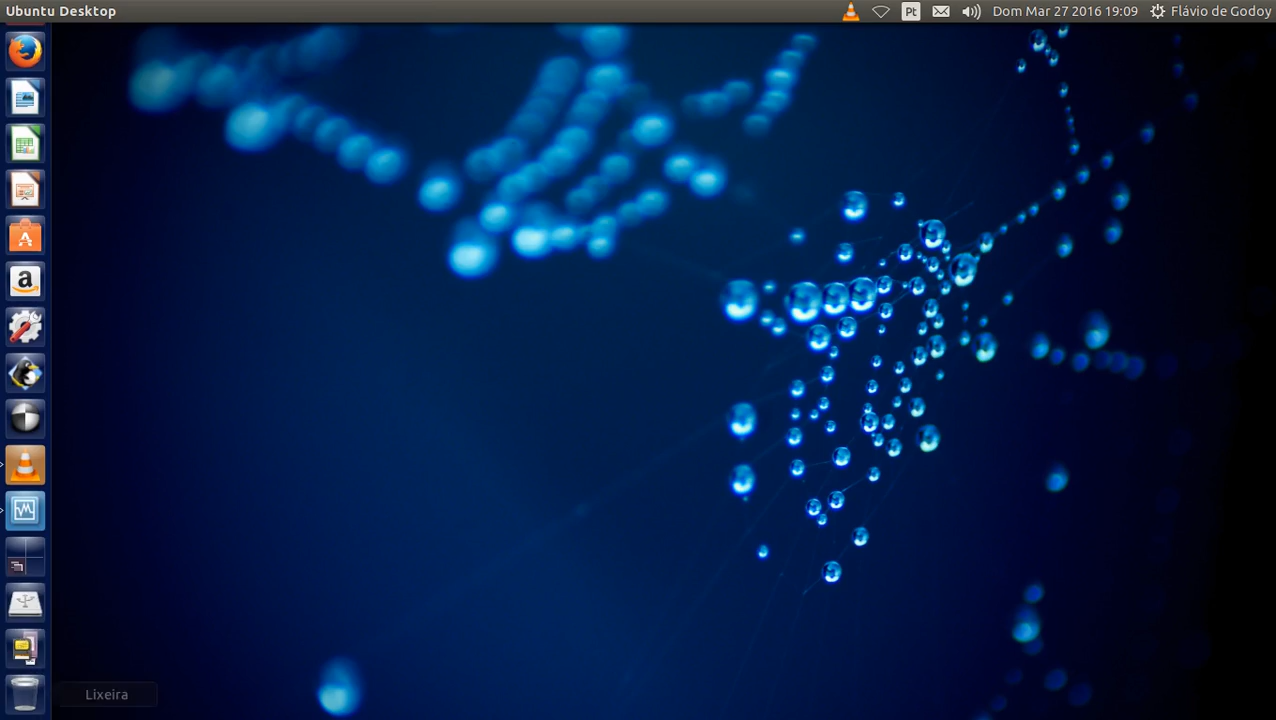 Ubuntu Desktop
Pt
Dom Mar 27 2016 19:09
Flávio de Godoy
A
a
Lixeira